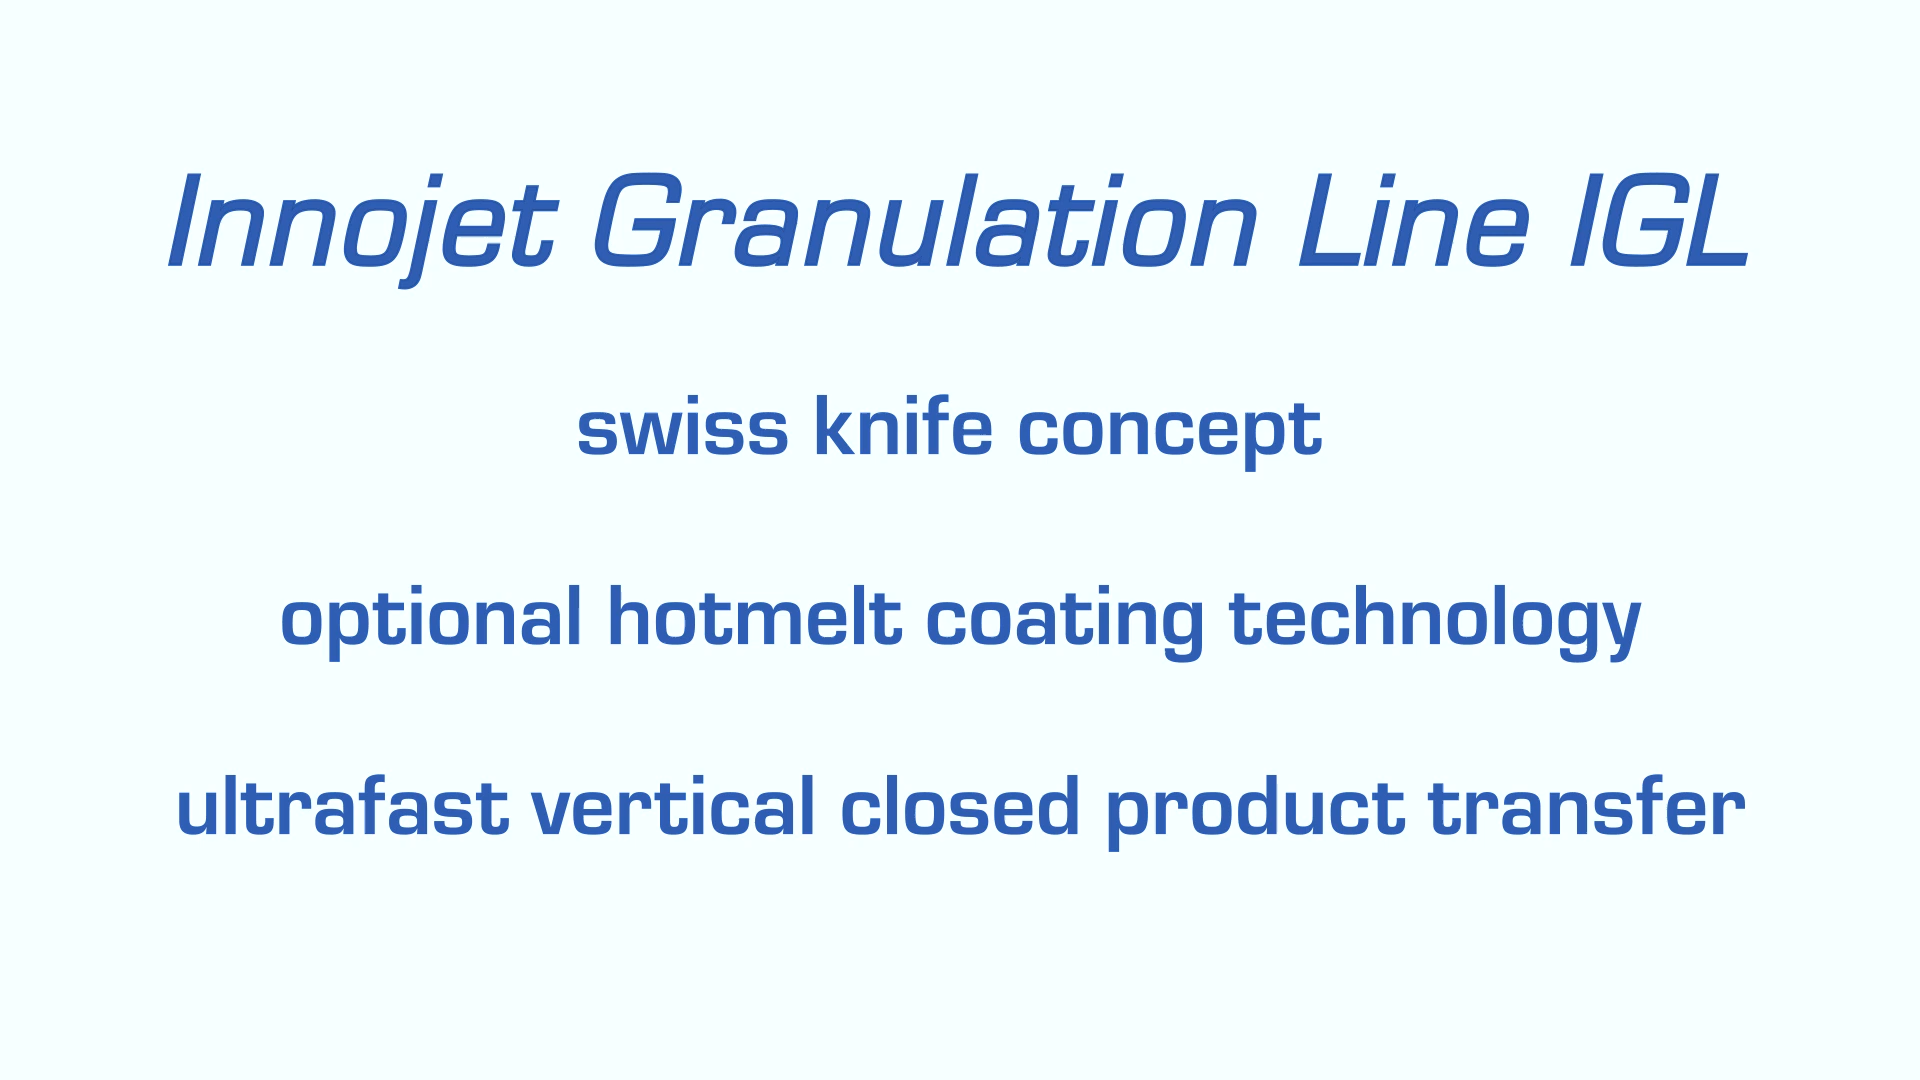 Innojet Granulation Line IGL
swiss knife concept
optional hotmelt coating technology
ultrafast vertical closed product transfer